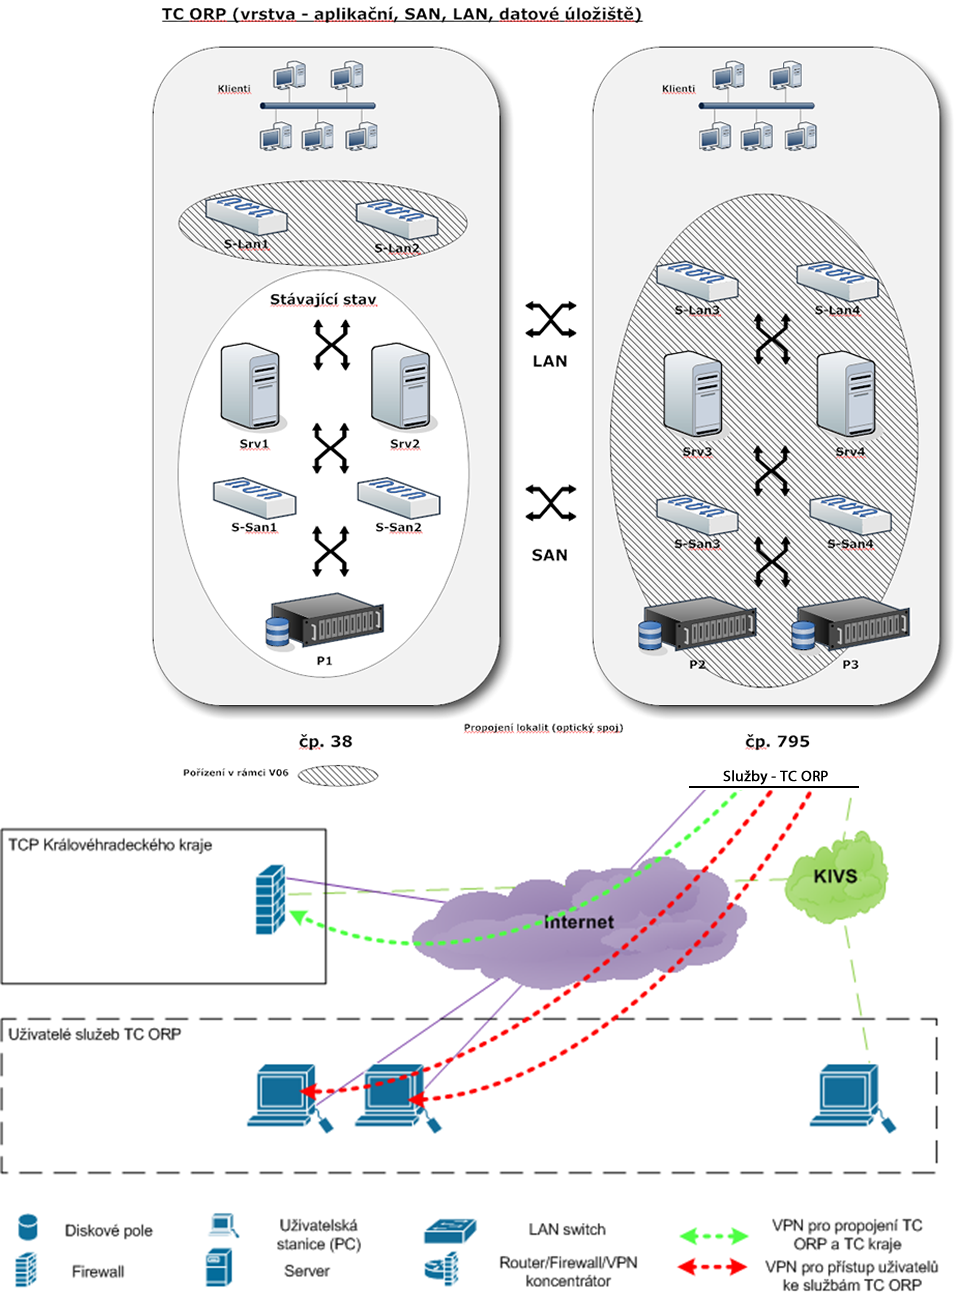 TC ORP (vrstva - aplikační, SAN, LAN, datové úložiště)
Klienti
Klienti
S-Lan1
S-Lan2
Stávající stav
S-Lan3
S-Lan4
LAN
Srv1
Srv2
Srv3
Srv4
S-San1
S-San2
S-San3
S-San4
SAN
P1
P2
P3
Propojení lokalit (optický spoj)
čp. 38
čp. 795
Pořízení v rámci V06
Služby - TC ORP
TCP Královéhradeckého kraje
KIVS
Internet
Uživatelé služeb TC ORP
Diskové pole
Uživatelská
stanice (PC)
LAN switch
VPN pro propojení TC
ORP a TC kraje
Firewall
Server
Router/Firewall/VPN
koncentrátor
VPN pro přístup uživatelů
ke službám TC ORP